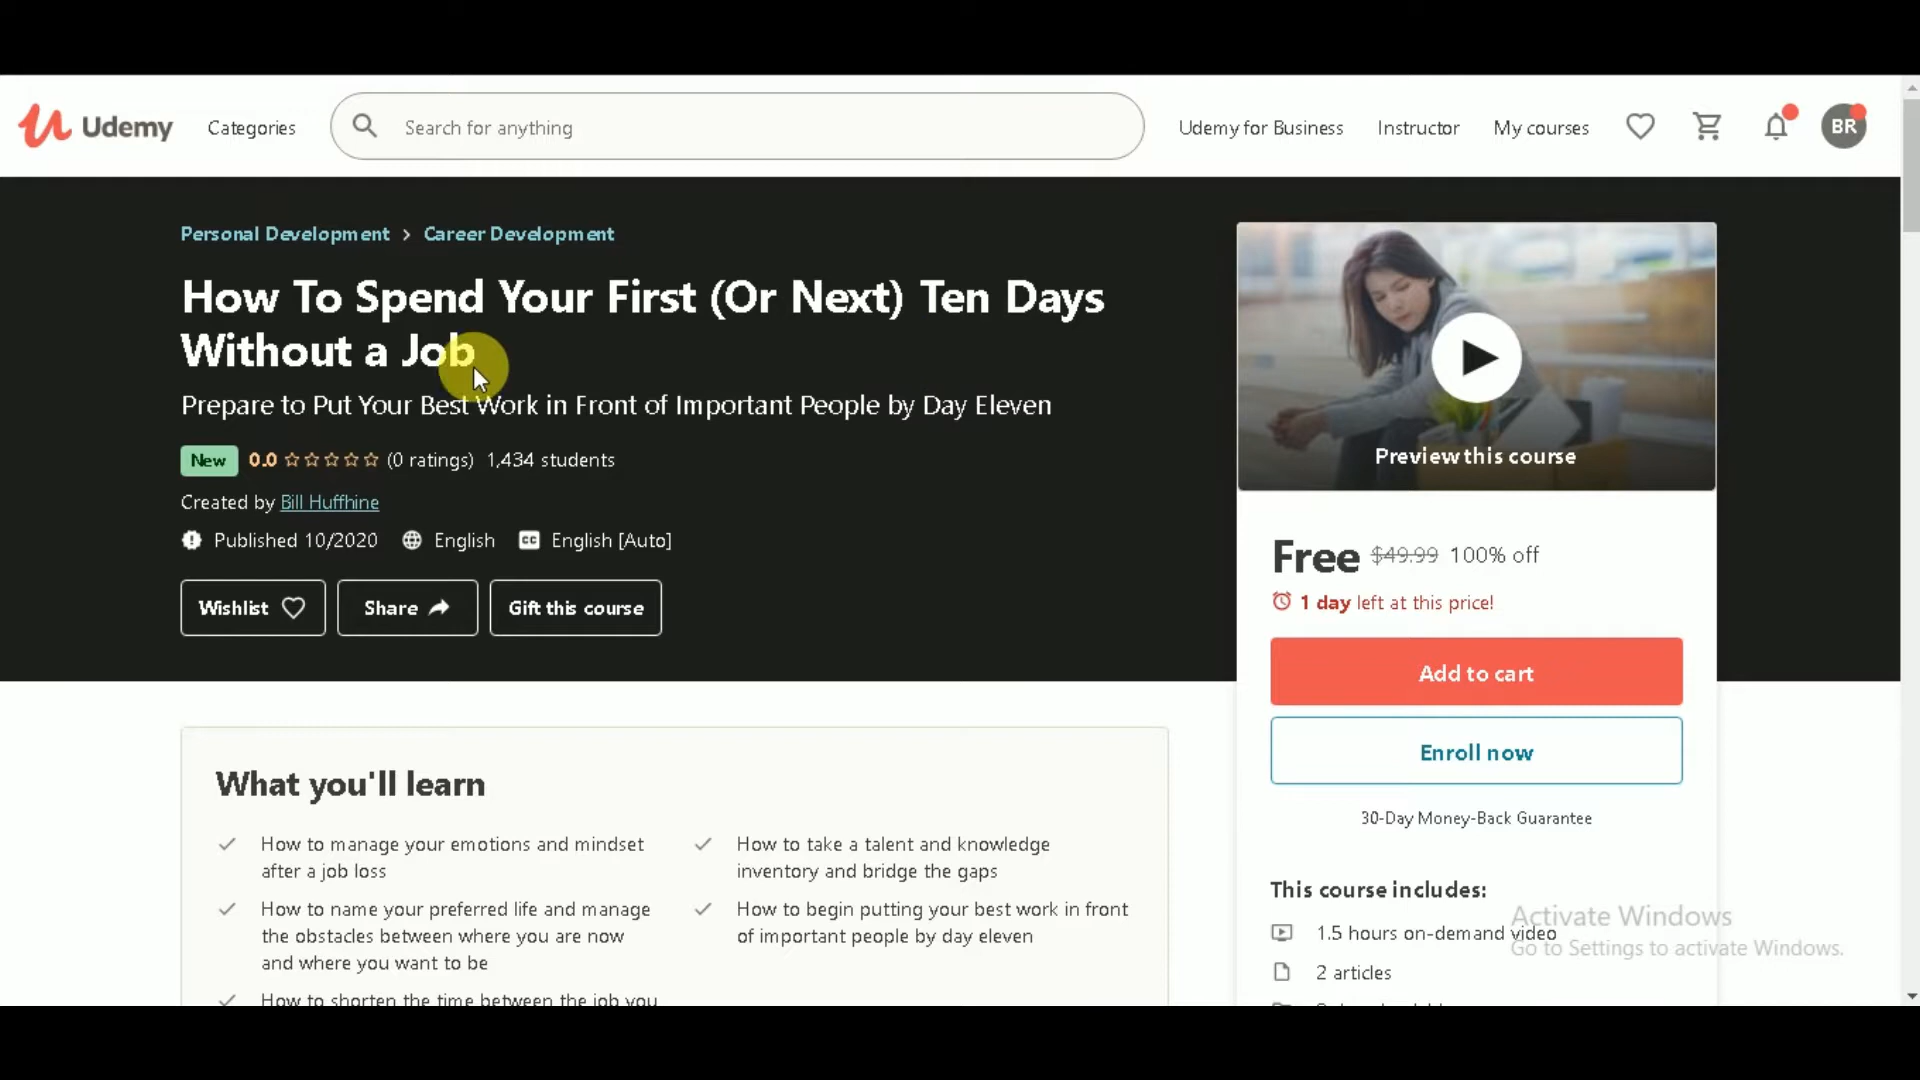 Udemy
Categories
Search for anything
Udemy for Business
Instructor
My courses
BR
Personal Development > Career Development
How To Spend Your First (Or Next) Ten Days
Without a Job
Prepare to Put Your Best Work in Front of Important People by Day Eleven
New 0.0 (0 ratings) 1,434 students
Created by Bill Huffhine
Published 10/2020 English CC English [Auto]
Wishlist
Share
Gift this course
Preview this course
Free $49.99 100% off
1 day left at this price!
Add to cart
Enroll now
30-Day Money-Back Guarantee
This course includes:
1.5 hours on-demand video
2 articles
What you'll learn
How to manage your emotions and mindset
after a job loss
How to name your preferred life and manage
the obstacles between where you are now
and where you want to be
How to shorten the time between the job you
How to take a talent and knowledge
inventory and bridge the gaps
How to begin putting your best work in front
of important people by day eleven
Activate Windows
Go to Settings to activate Windows.